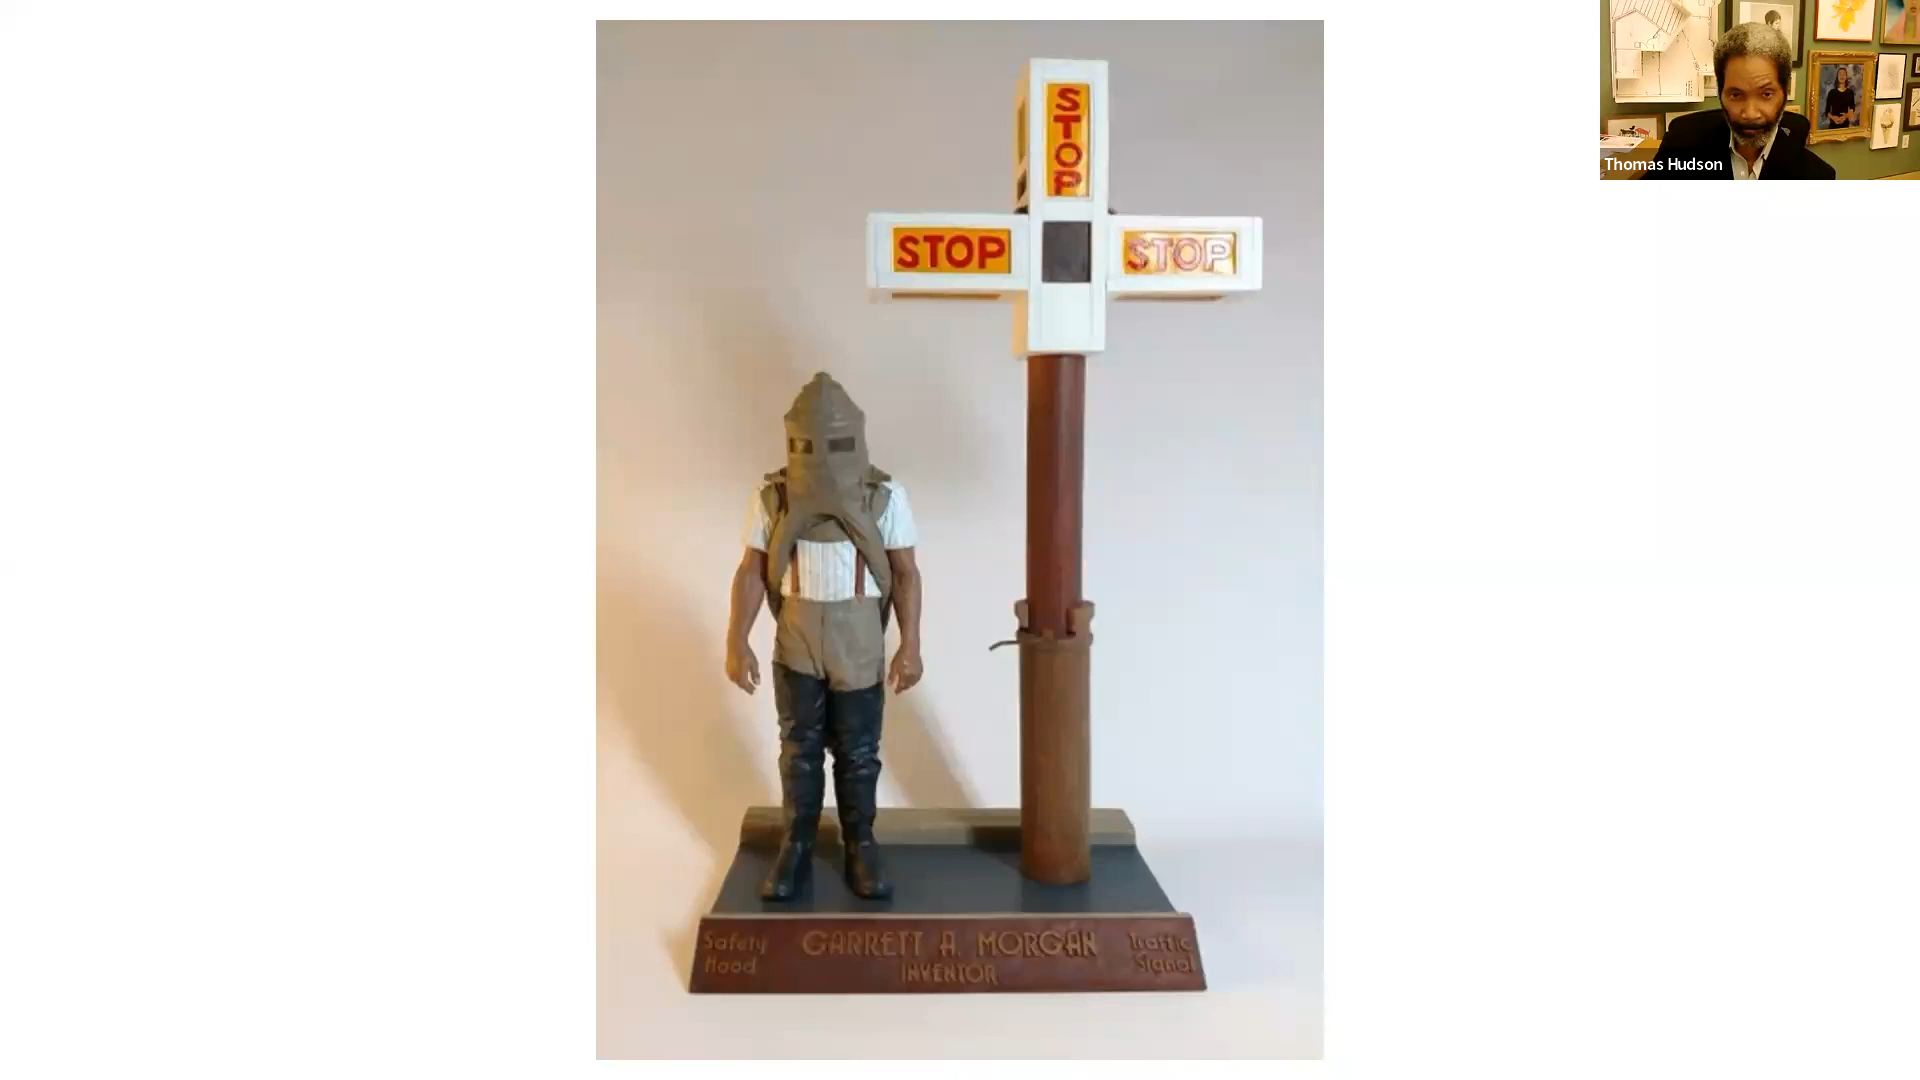 STOP
STOP
STOP
Safety
Hood
GARRETT A. MORGAN
INVENTOR
Traffic
Signal
Thomas Hudson